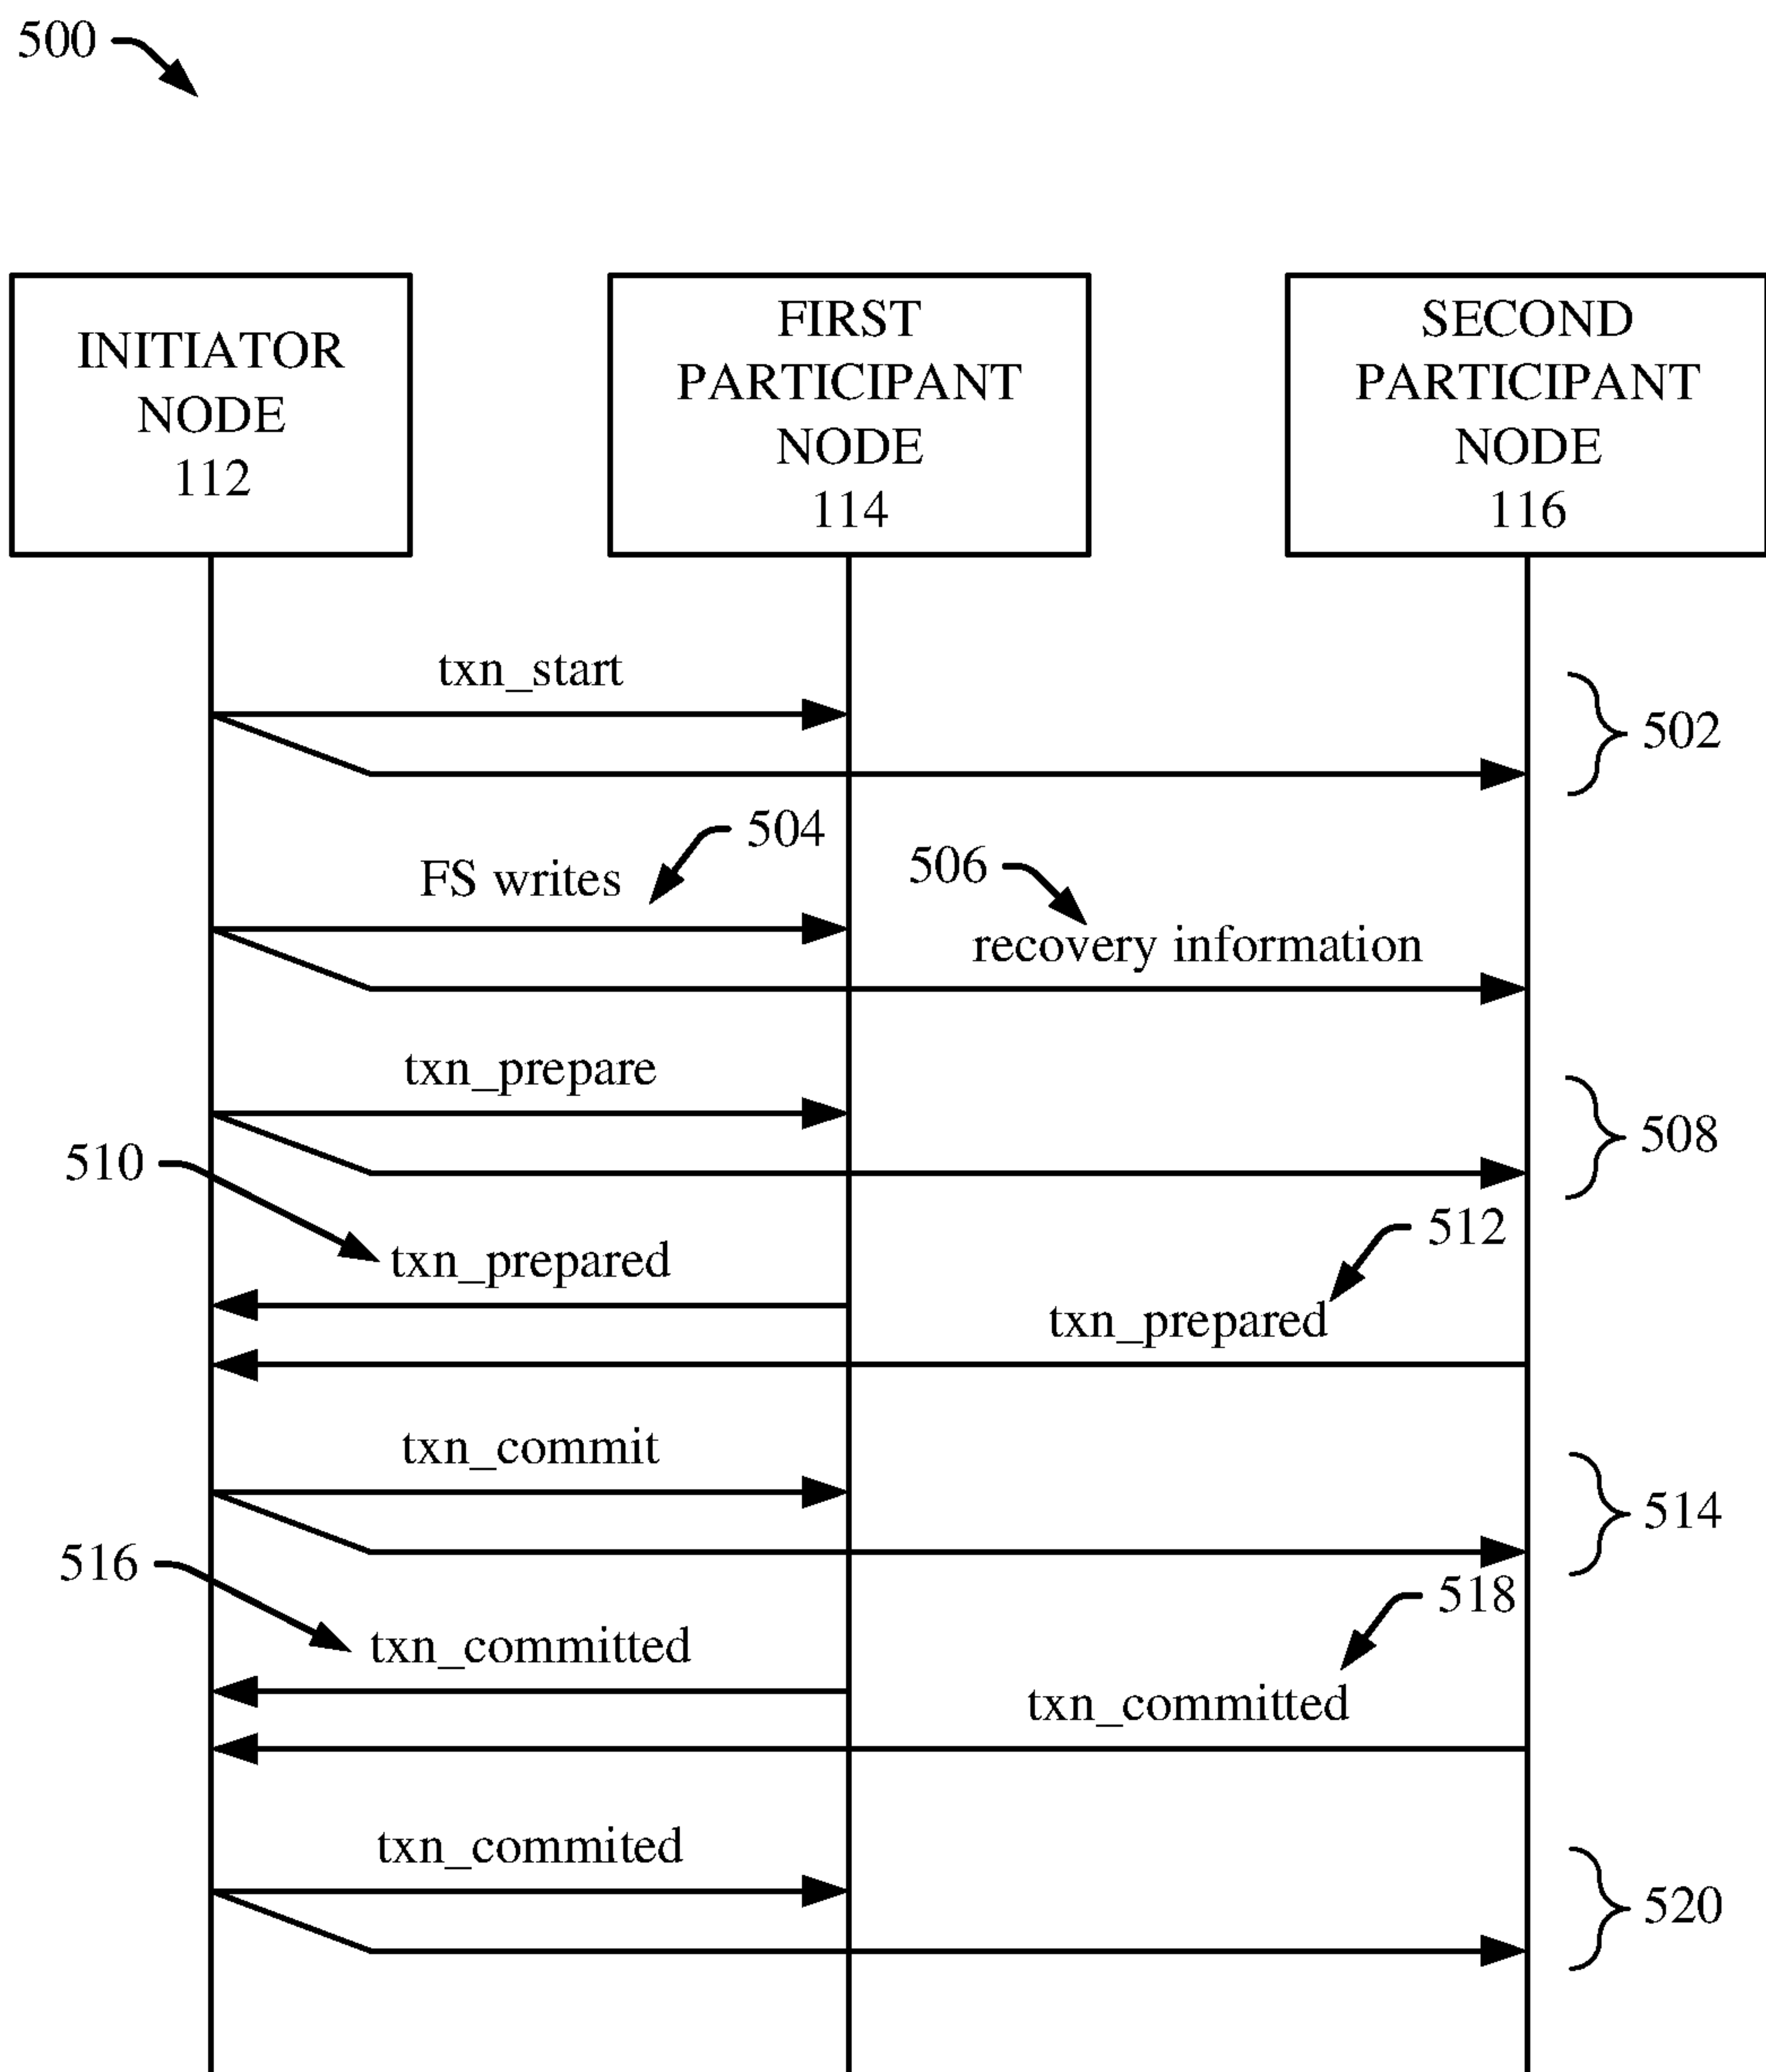 500
INITIATOR
NODE
112
FIRST
PARTICIPANT
NODE
114
SECOND
PARTICIPANT
NODE
116
txn_start
502
504
FS writes
506
recovery information
txn_prepare
508
510
txn_prepared
512
txn_prepared
txn_commit
514
516
txn_committed
518
txn_committed
txn_commited
520